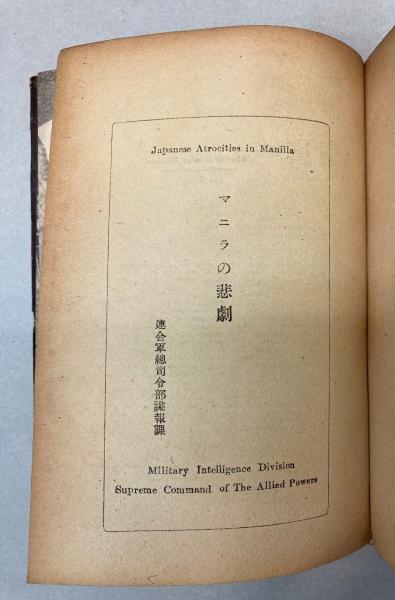 Japanese Atrocities in Manilla
マニラの悲劇
連合軍總司令部諜報課
Military Intelligence Division
Supreme Command of The Allied Powers